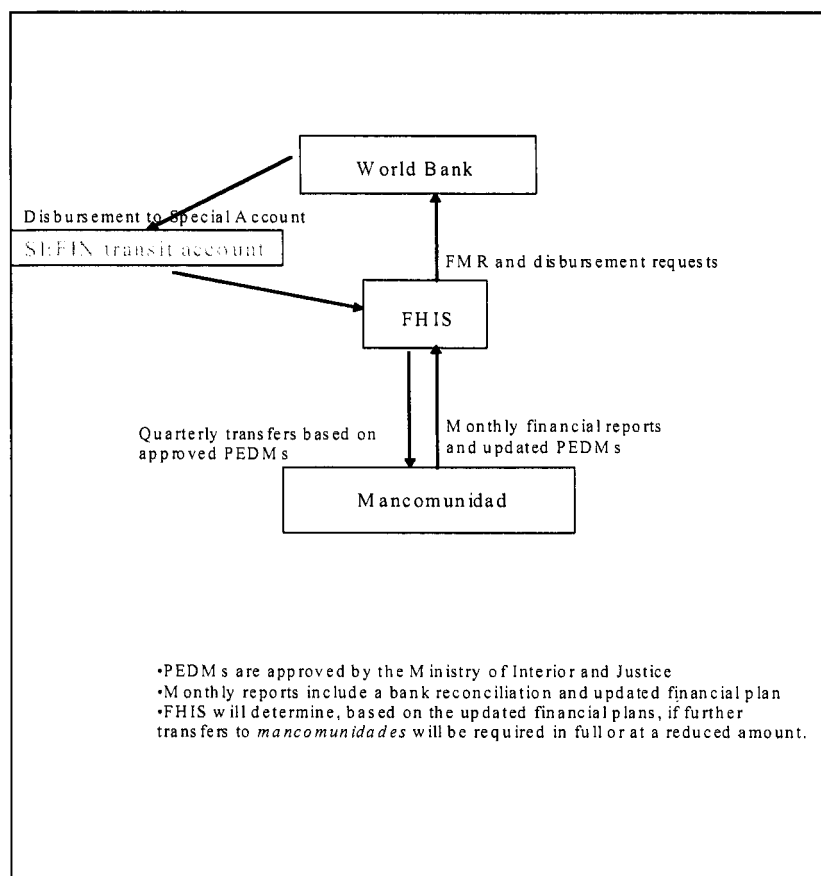 World Bank
Disbursement to Special Account
SEFIN transit account
FMR and disbursement requests
FHIS
Quarterly transfers based on
approved PEDMs
Monthly financial reports
and updated PEDMs
Mancomunidad
•PEDMs are approved by the Ministry of Interior and Justice
•Monthly reports include a bank reconciliation and updated financial plan
•FHIS will determine, based on the updated financial plans, if further
transfers to mancomunidades will be required in full or at a reduced amount.